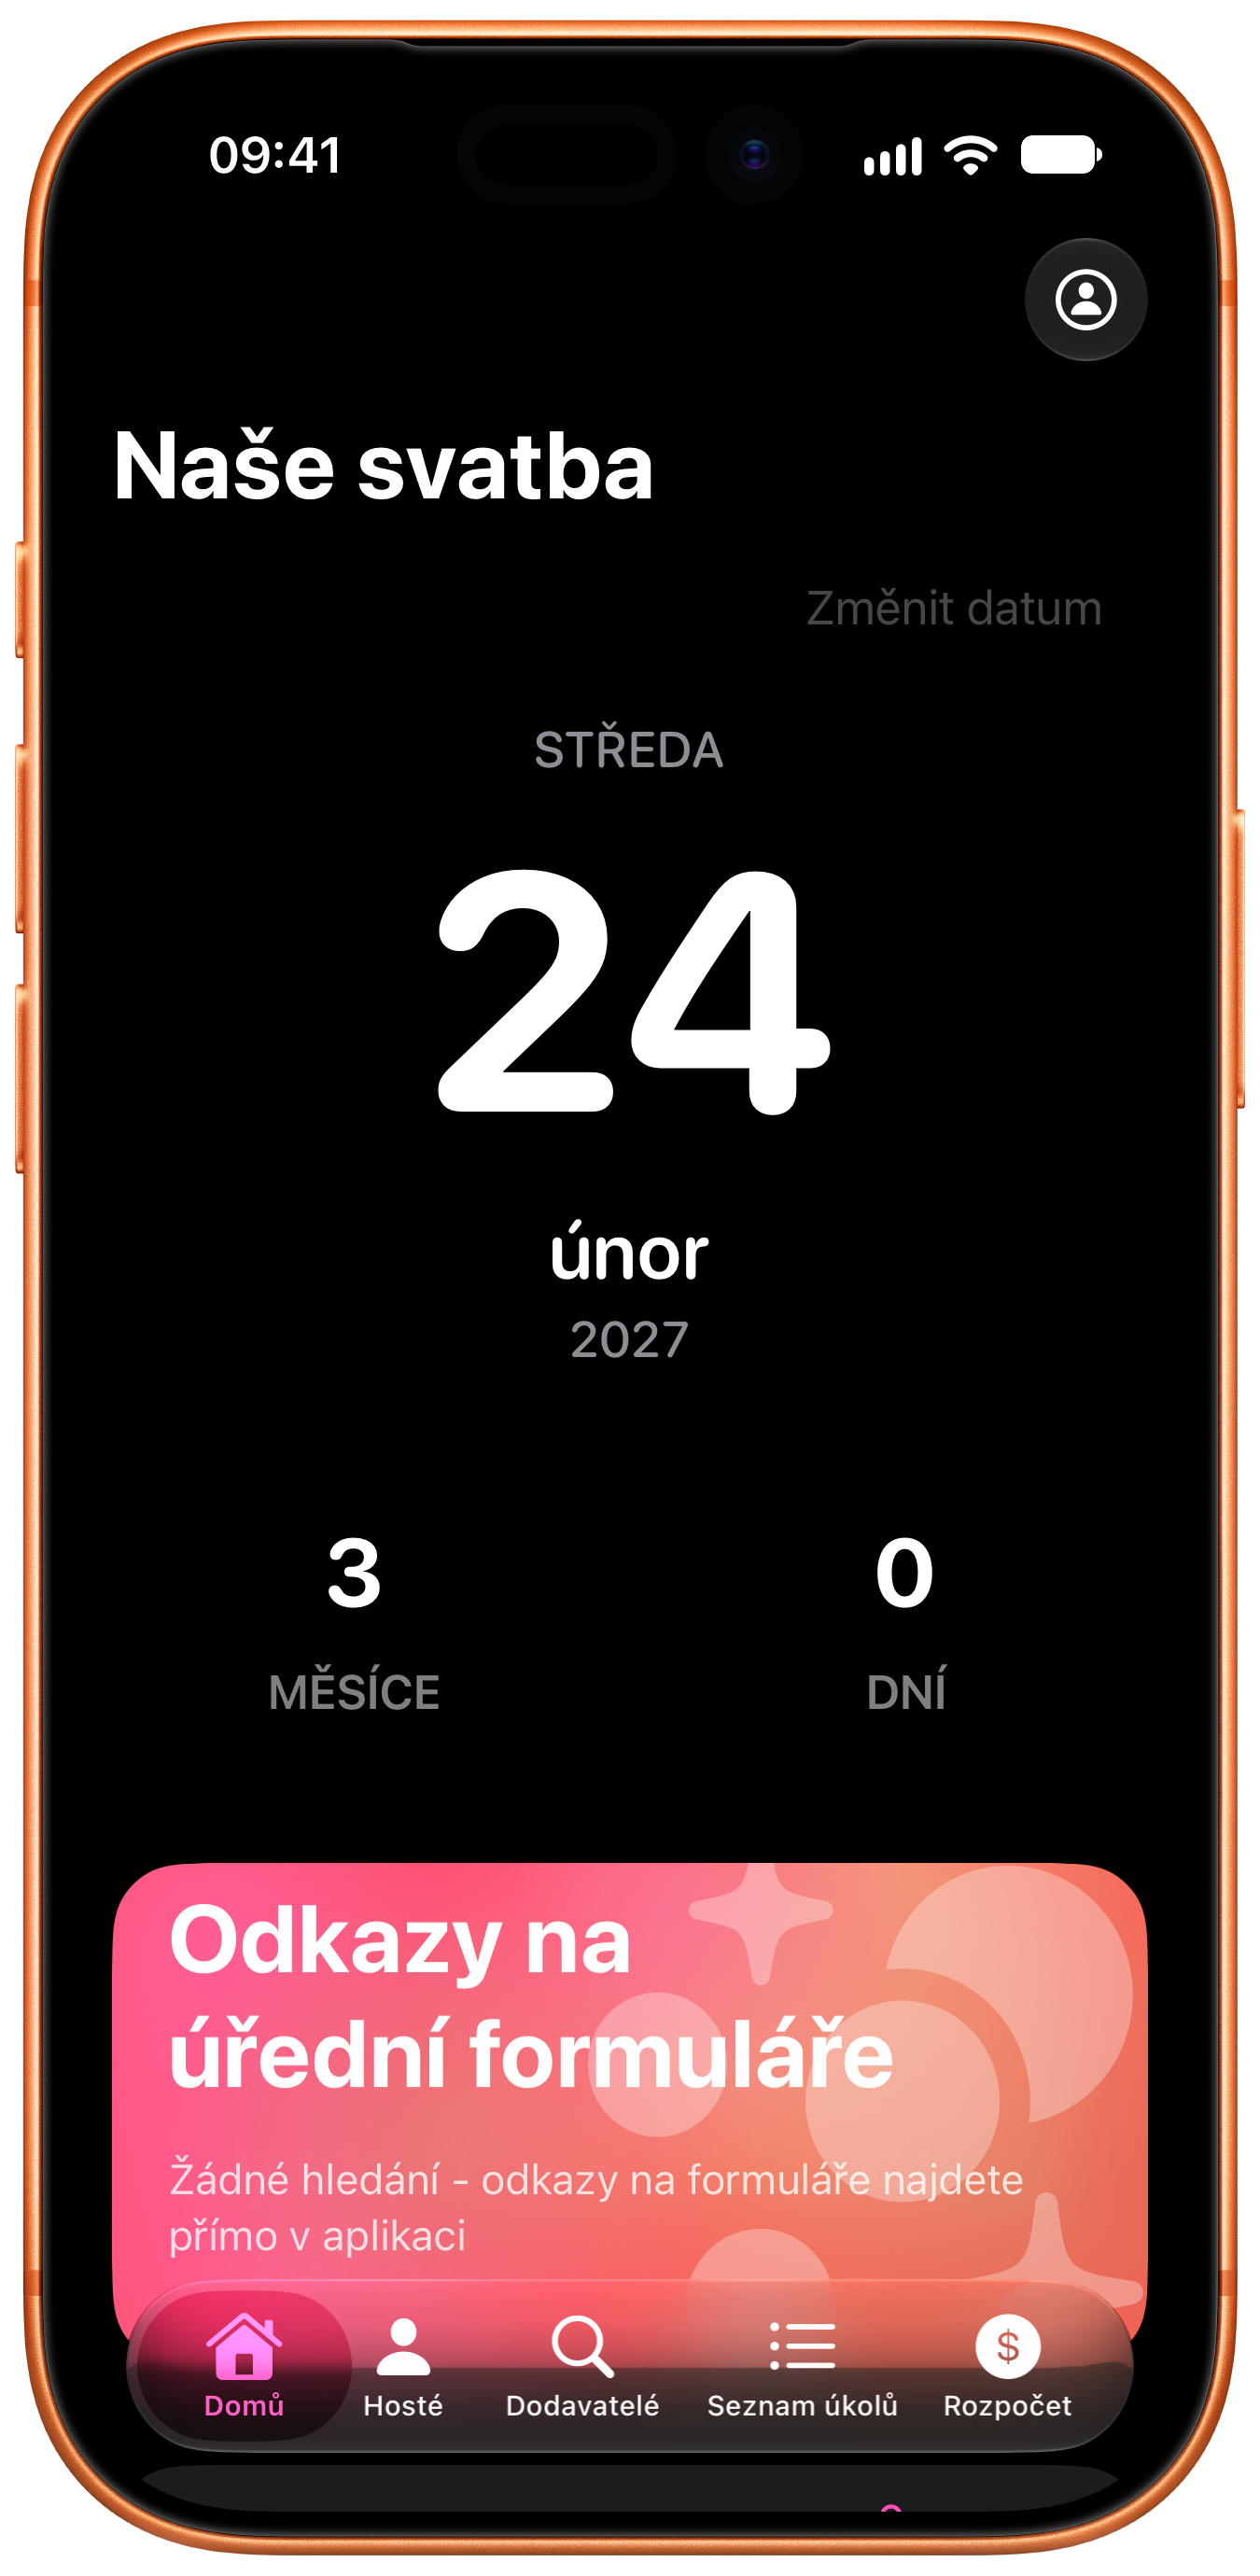 09:41
Naše svatba
Změnit datum
STŘEDA
24
únor
2027
3
0
MĚSÍCE
DNÍ
Odkazy na
úřední formuláře
Žádné hledání - odkazy na formuláře najdete
přímo v aplikaci
$
Domů
Hosté
Dodavatelé
Seznam úkolů
Rozpočet